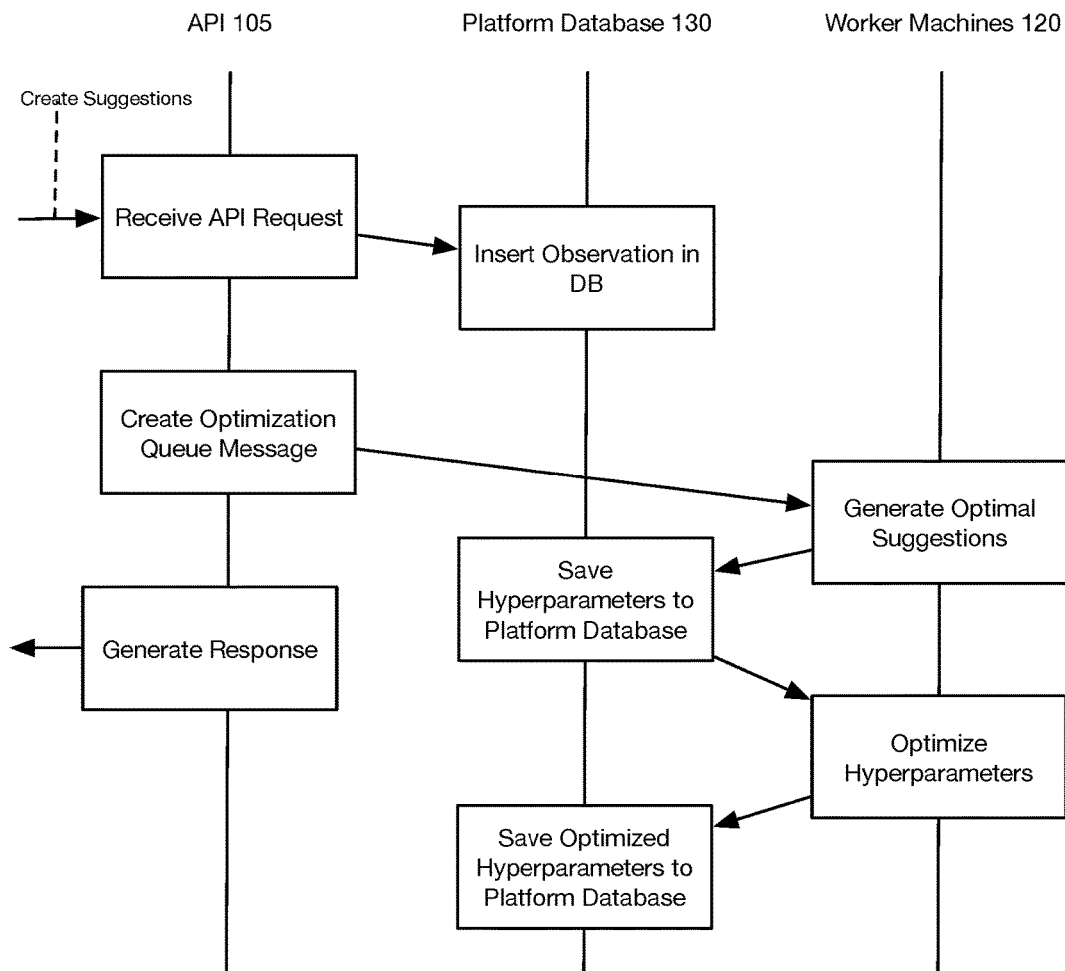 API 105
Platform Database 130
Worker Machines 120
Create Suggestions
Receive API Request
Insert Observation in
DB
Create Optimization
Queue Message
Generate Optimal
Suggestions
Save
Hyperparameters to
Platform Database
Generate Response
Optimize
Hyperparameters
Save Optimized
Hyperparameters to
Platform Database